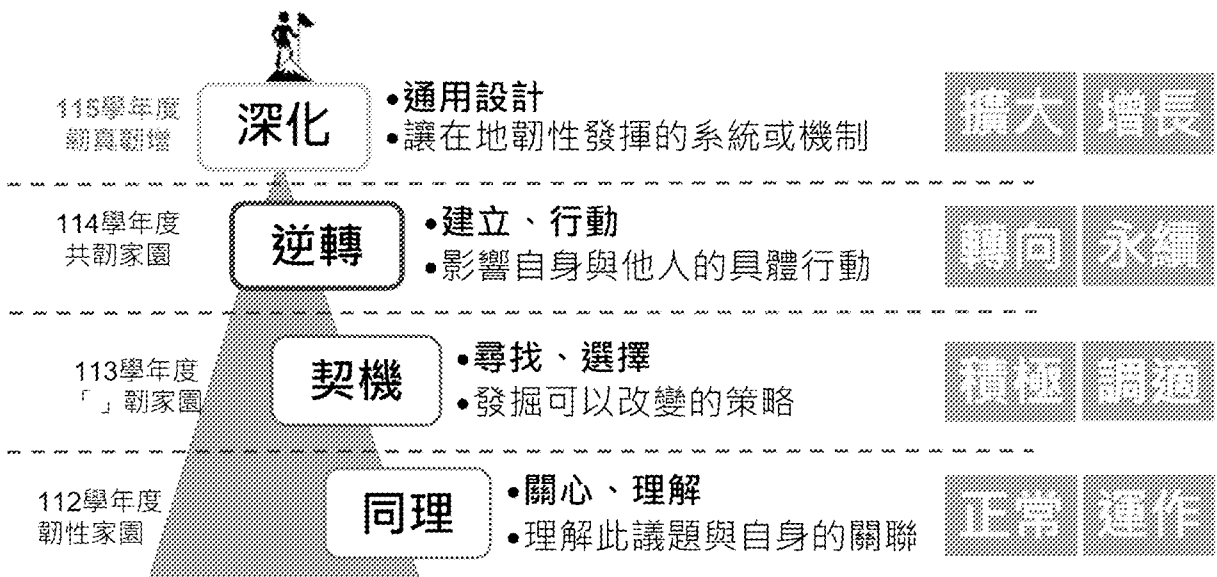 115學年度
韌真韌增
深化
•通用設計
•讓在地韌性發揮的系統或機制
擴大 增長
114學年度
共韌家園
逆轉
•建立、行動
•影響自身與他人的具體行動
轉向 永續
113學年度
「 」韌家園
契機
•尋找、選擇
•發掘可以改變的策略
積極 調適
112學年度
韌性家園
同理
•關心、理解
•理解此議題與自身的關聯
正常 運作